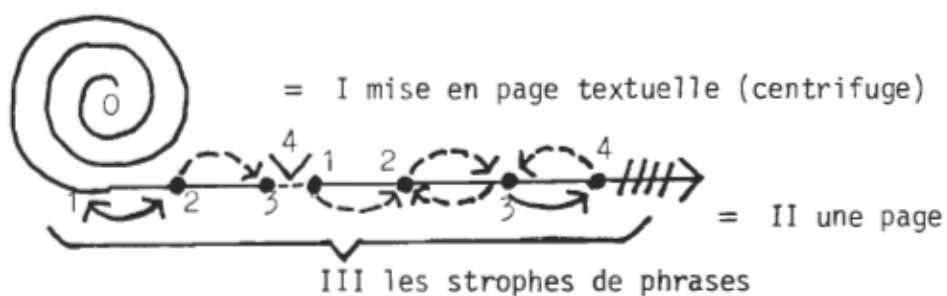 0
= I mise en page textuelle (centrifuge)
4 1 2 4
1 2 3 3
= II une page
III les strophes de phrases